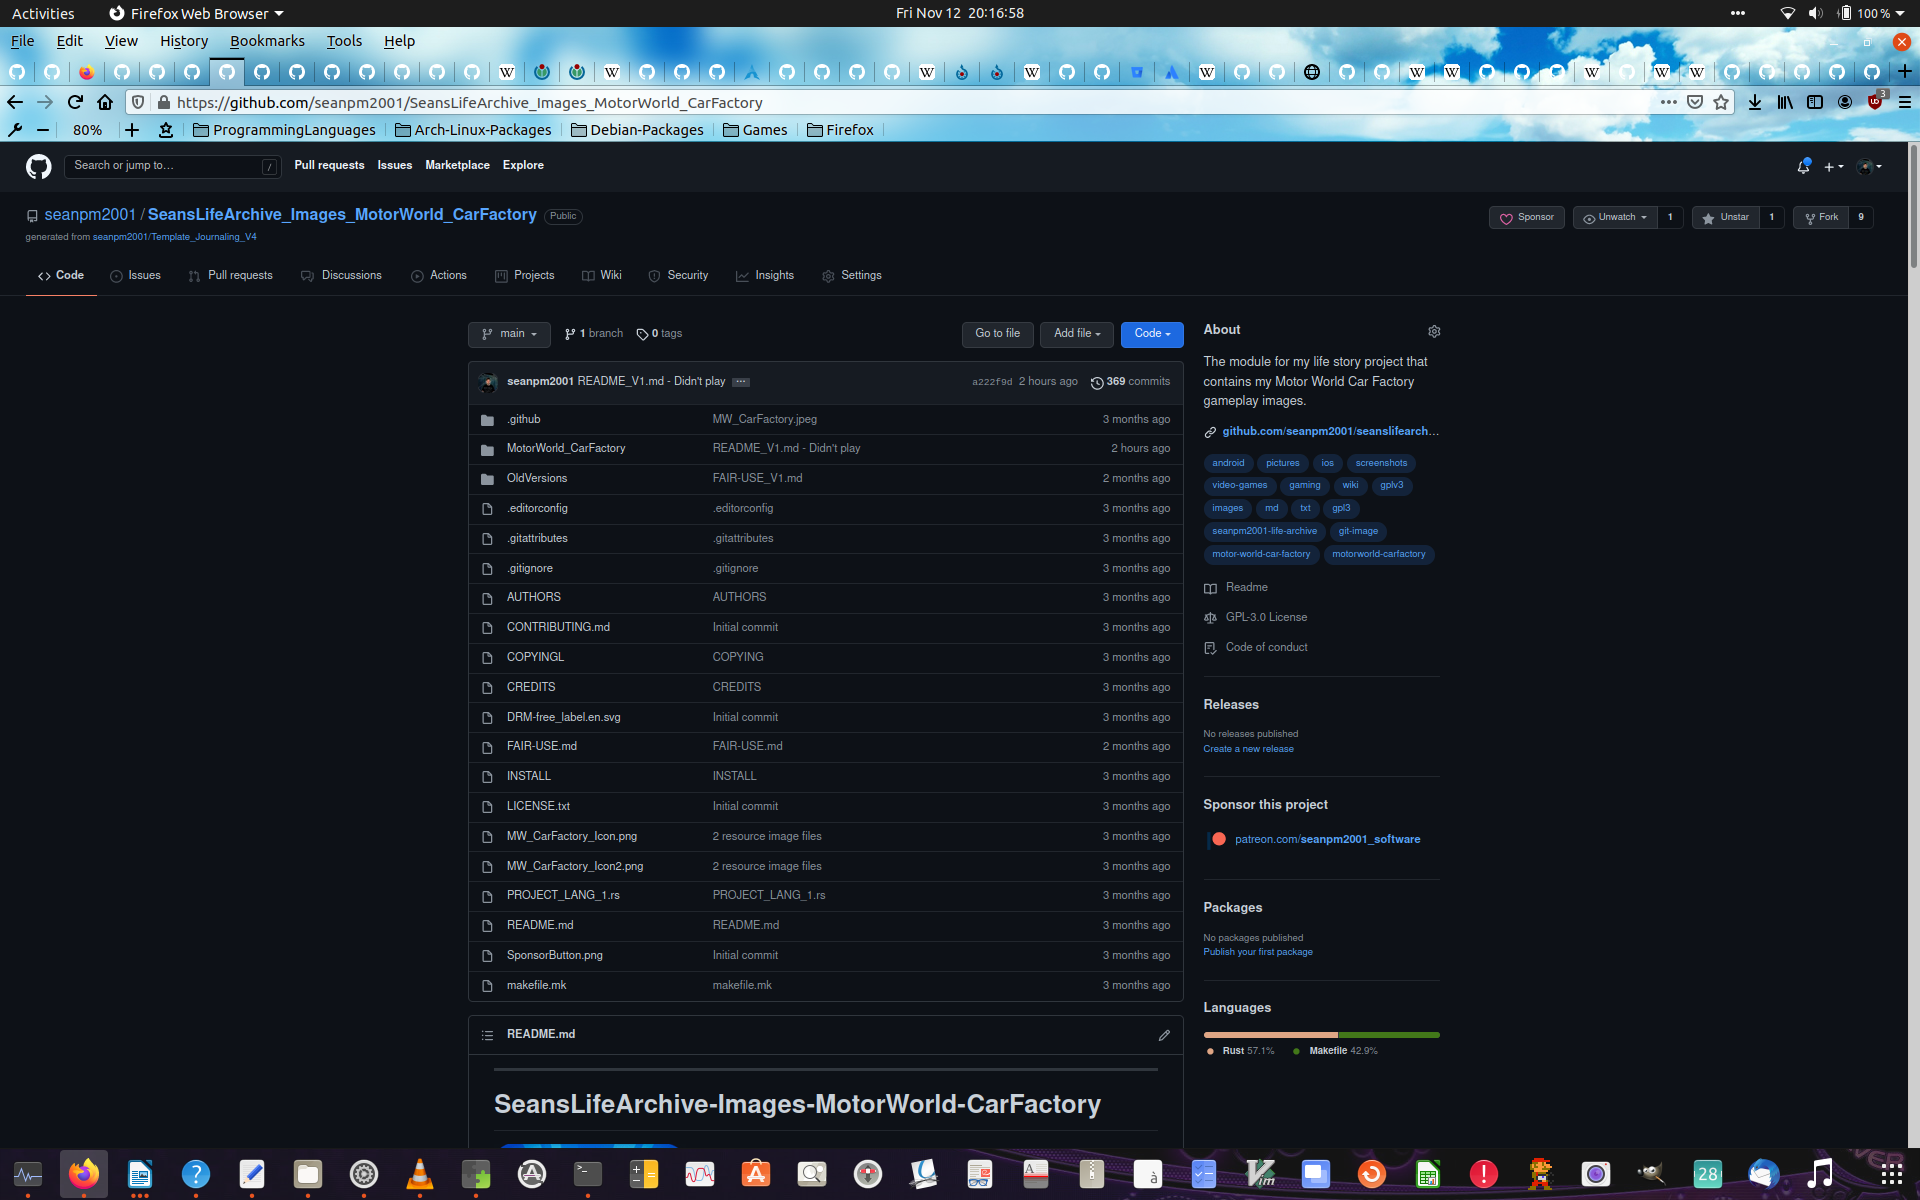 Activities Firefox Web Browser Fri Nov 12 20:16:58 100 %
File Edit View History Bookmarks Tools Help
https://github.com/seanpm2001/SeansLifeArchive_Images_MotorWorld_CarFactory 3
80% ProgrammingLanguages Arch-Linux-Packages Debian-Packages Games Firefox
Search or jump to... / Pull requests Issues Marketplace Explore
seanpm2001 / SeansLifeArchive_Images_MotorWorld_CarFactory Public Sponsor Unwatch 1 Unstar 1 Fork 9
generated from seanpm2001/Template_Journaling_V4
Code Issues Pull requests Discussions Actions Projects Wiki Security Insights Settings
main 1 branch 0 tags Go to file Add file Code
seanpm2001 README_V1.md - Didn't play ... a222f9d 2 hours ago 369 commits
.github MW_CarFactory.jpeg 3 months ago
MotorWorld_CarFactory README_V1.md - Didn't play 2 hours ago
OldVersions FAIR-USE_V1.md 2 months ago
.editorconfig .editorconfig 3 months ago
.gitattributes .gitattributes 3 months ago
.gitignore .gitignore 3 months ago
AUTHORS AUTHORS 3 months ago
CONTRIBUTING.md Initial commit 3 months ago
COPYINGL COPYING 3 months ago
CREDITS CREDITS 3 months ago
DRM-free_label.en.svg Initial commit 3 months ago
FAIR-USE.md FAIR-USE.md 2 months ago
INSTALL INSTALL 3 months ago
LICENSE.txt Initial commit 3 months ago
MW_CarFactory_Icon.png 2 resource image files 3 months ago
MW_CarFactory_Icon2.png 2 resource image files 3 months ago
PROJECT_LANG_1.rs PROJECT_LANG_1.rs 3 months ago
README.md README.md 3 months ago
SponsorButton.png Initial commit 3 months ago
makefile.mk makefile.mk 3 months ago
README.md
SeansLifeArchive-Images-MotorWorld-CarFactory
About
The module for my life story project that
contains my Motor World Car Factory
gameplay images.
github.com/seanpm2001/seanslifearch...
android pictures ios screenshots
video-games gaming wiki gplv3
images md txt gpl3
seanpm2001-life-archive git-image
motor-world-car-factory motorworld-carfactory
Readme
GPL-3.0 License
Code of conduct
Releases
No releases published
Create a new release
Sponsor this project
patreon.com/seanpm2001_software
Packages
No packages published
Publish your first package
Languages
Rust 57.1% Makefile 42.9%
28